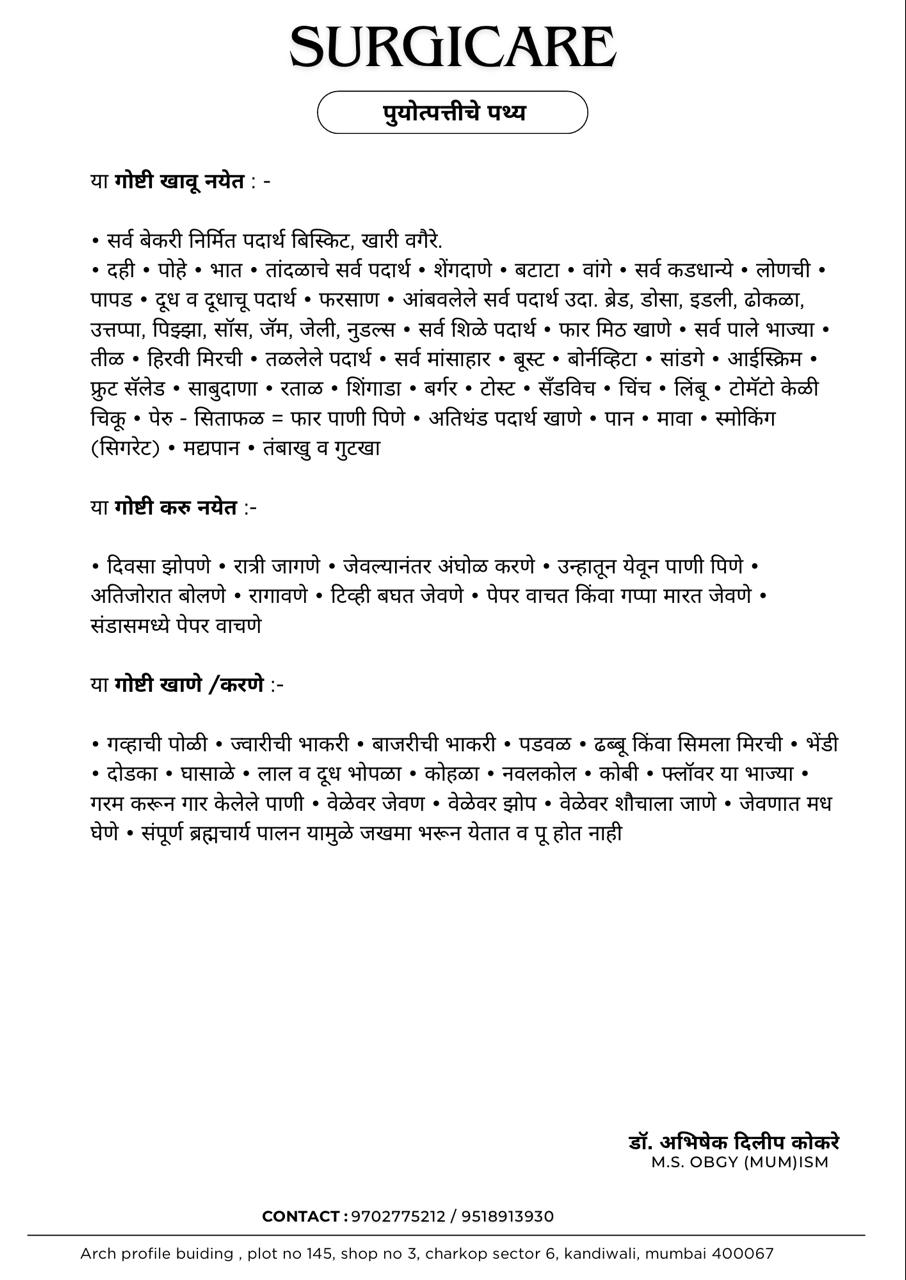 SURGICARE
पुयोत्पत्तीचे पथ्य
या गोष्टी खावू नयेत : -
• सर्व बेकरी निर्मित पदार्थ बिस्किट, खारी वगैरे.
• दही • पोहे • भात • तांदळाचे सर्व पदार्थ • शेंगदाणे • बटाटा • वांगे • सर्व कडधान्ये • लोणची •
पापड • दूध व दूधाचू पदार्थ • फरसाण • आंबवलेले सर्व पदार्थ उदा. ब्रेड, डोसा, इडली, ढोकळा,
उत्तप्पा, पिझ्झा, सॉस, जॅम, जेली, नुडल्स • सर्व शिळे पदार्थ • फार मिठ खाणे • सर्व पाले भाज्या •
तीळ • हिरवी मिरची • तळलेले पदार्थ • सर्व मांसाहार • बूस्ट • बोर्नव्हिटा • सांडगे • आईस्क्रिम •
फ्रुट सॅलेड • साबुदाणा • रताळ • शिंगाडा • बर्गर • टोस्ट • सँडविच • चिंच • लिंबू • टोमॅटो केळी
चिकू • पेरु - सिताफळ = फार पाणी पिणे • अतिथंड पदार्थ खाणे • पान • मावा • स्मोकिंग
(सिगरेट) • मद्यपान • तंबाखु व गुटखा
या गोष्टी करु नयेत :-
• दिवसा झोपणे • रात्री जागणे • जेवल्यानंतर अंघोळ करणे • उन्हातून येवून पाणी पिणे •
अतिजोरात बोलणे • रागावणे • टिव्ही बघत जेवणे • पेपर वाचत किंवा गप्पा मारत जेवणे •
संडासमध्ये पेपर वाचणे
या गोष्टी खाणे /करणे :-
• गव्हाची पोळी • ज्वारीची भाकरी • बाजरीची भाकरी • पडवळ • ढब्बू किंवा सिमला मिरची • भेंडी
• दोडका • घासाळे • लाल व दूध भोपळा • कोहळा • नवलकोल • कोबी • फ्लॉवर या भाज्या •
गरम करून गार केलेले पाणी • वेळेवर जेवण • वेळेवर झोप • वेळेवर शौचाला जाणे • जेवणात मध
घेणे • संपूर्ण ब्रह्मचार्य पालन यामुळे जखमा भरून येतात व पू होत नाही
डॉ. अभिषेक दिलीप कोकरे
M.S. OBGY (MUM)ISM
CONTACT : 9702775212 / 9518913930
Arch profile buiding , plot no 145, shop no 3, charkop sector 6, kandiwali, mumbai 400067